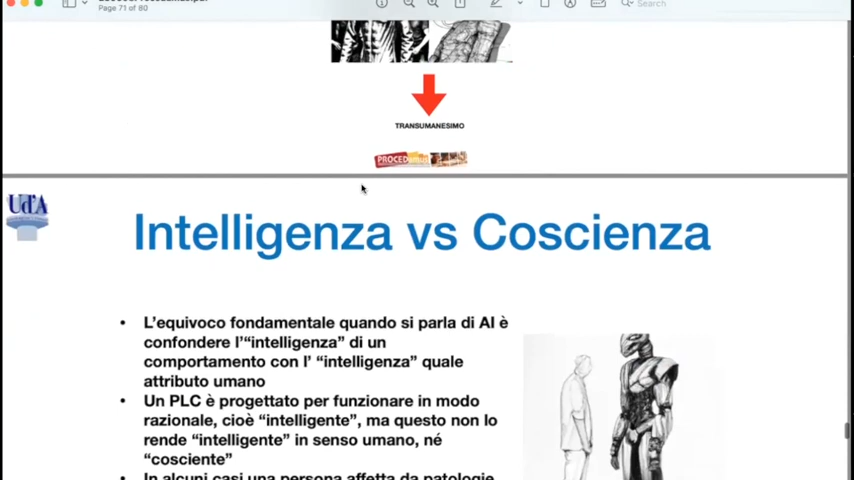 Page 71 of 80
Search
TRANSUMANESIMO
PROCEDamus
Ud'A
Intelligenza vs Coscienza
• L'equivoco fondamentale quando si parla di AI è
confondere l'“intelligenza” di un
comportamento con l' “intelligenza” quale
attributo umano
• Un PLC è progettato per funzionare in modo
razionale, cioè “intelligente”, ma questo non lo
rende “intelligente” in senso umano, né
“cosciente”
• In alcuni casi una persona affetta da patologie